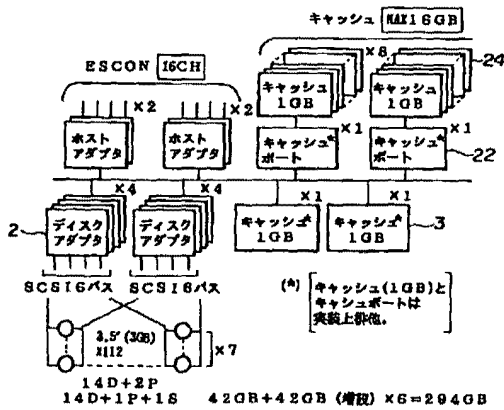 キャッシュ MAX16GB
ESCON 16CH
×8
24
キャッシュ 1GB
キャッシュ 1GB
×2
×2
×1
×1
ホスト アダプタ
ホスト アダプタ
キャッシュ* ポート
キャッシュ* ポート
22
×4
×4
×1
×1
2
ディスク アダプタ
ディスク アダプタ
キャッシュ* 1GB
キャッシュ* 1GB
3
SCSI6パス
SCSI6パス
(*) キャッシュ(1GB)と
キャシュポートは
実装上排他。
3,5' (3GB)
×112
×7
14D+2P
14D+1P+1S
42GB+42GB (増設) ×6=294GB